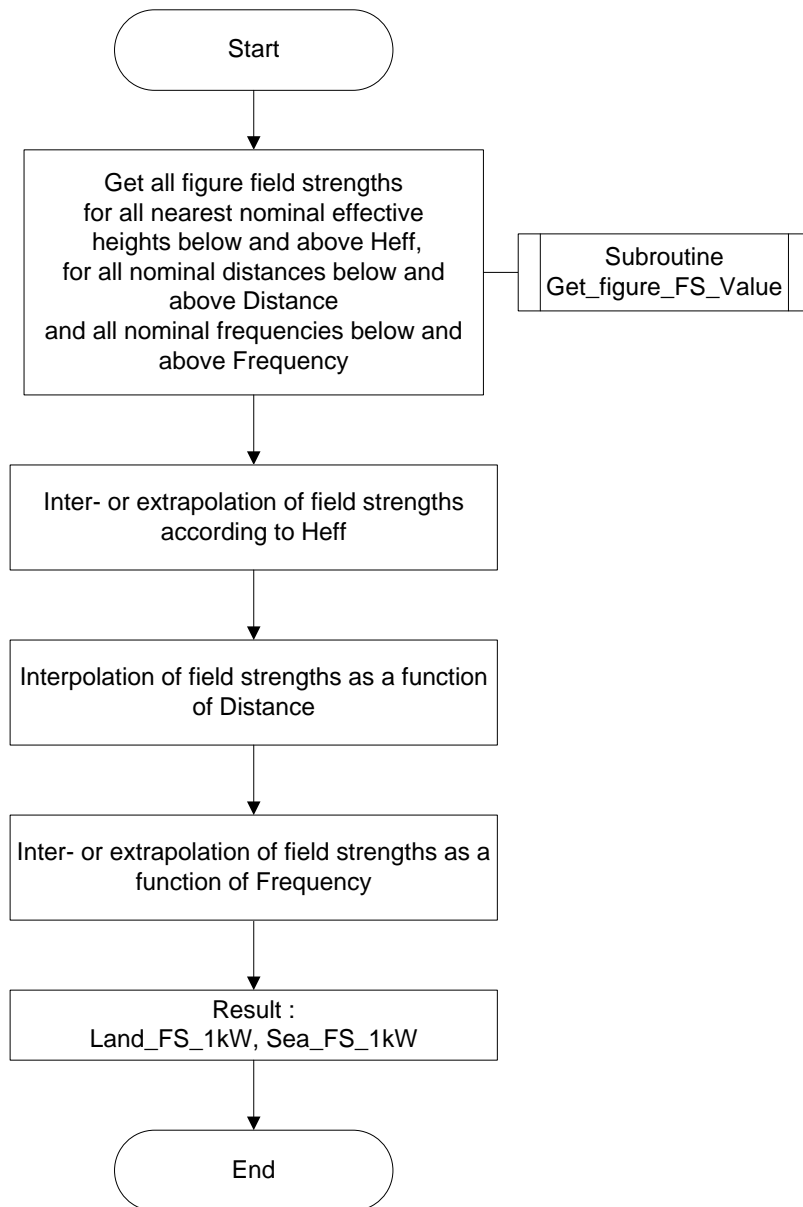 Start
Get all figure field strengths
for all nearest nominal effective
heights below and above Heff,
for all nominal distances below and
above Distance
and all nominal frequencies below and
above Frequency
Subroutine
Get_figure_FS_Value
Inter- or extrapolation of field strengths
according to Heff
Interpolation of field strengths as a function
of Distance
Inter- or extrapolation of field strengths as a
function of Frequency
Result :
Land_FS_1kW, Sea_FS_1kW
End